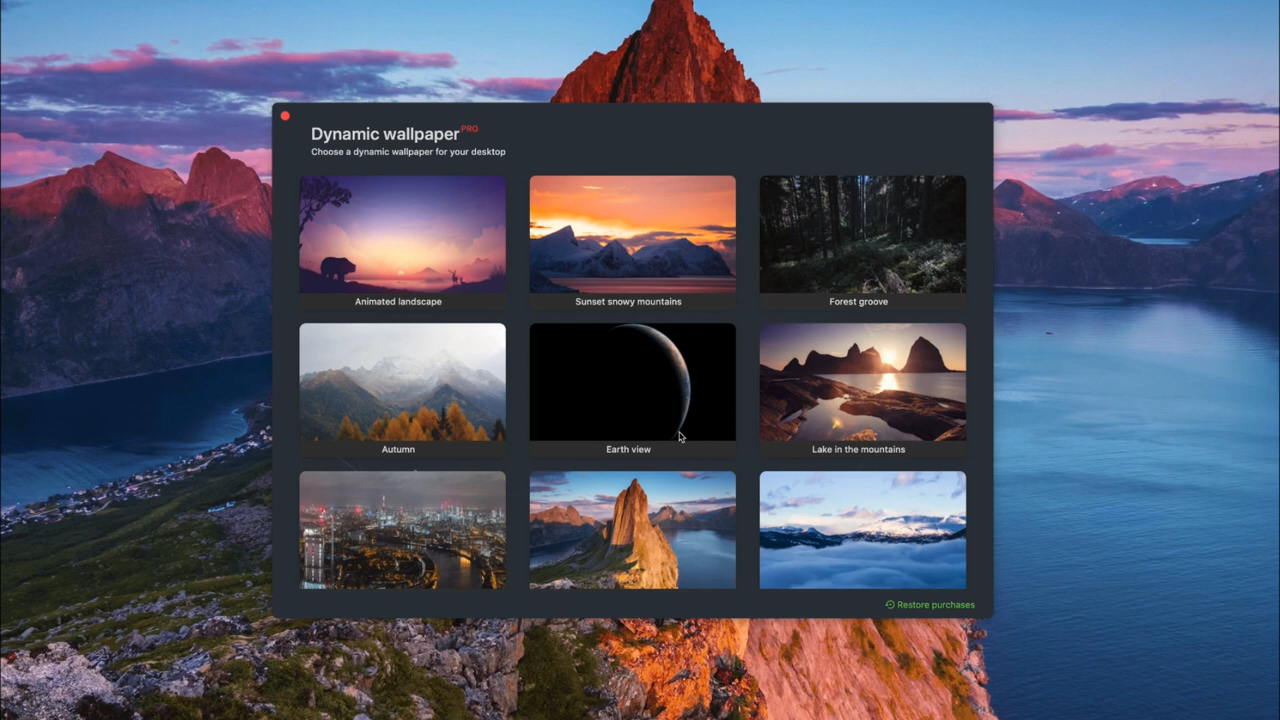 Dynamic wallpaper PRO
Choose a dynamic wallpaper for your desktop
Animated landscape
Sunset snowy mountains
Forest groove
Autumn
Earth view
Lake in the mountains
Restore purchases